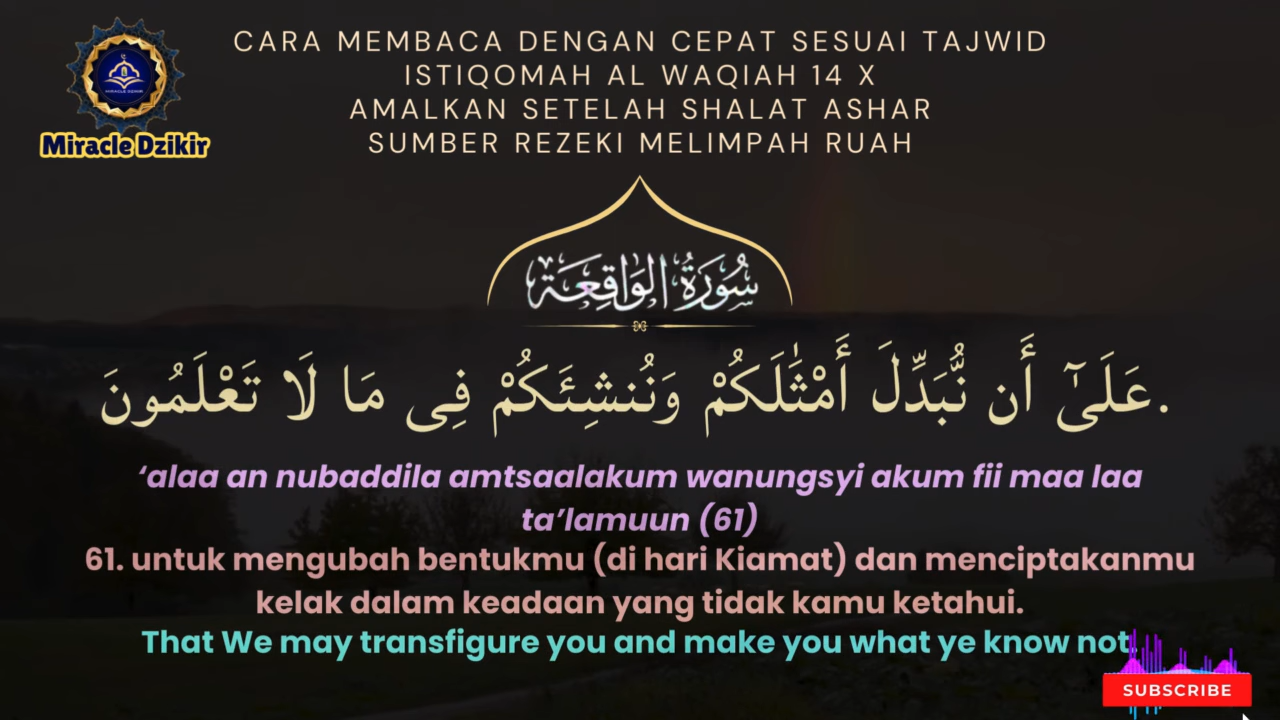 CARA MEMBACA DENGAN CEPAT SESUAI TAJWID
ISTIQOMAH AL WAQIAH 14 X
AMALKAN SETELAH SHALAT ASHAR
SUMBER REZEKI MELIMPAH RUAH
MIRACLE DZIKIR
Miracle Dzikir
سُورَةُ الوَاقِعَة
عَلَىٰٓ أَن نُّبَدِّلَ أَمْثَٰلَكُمْ وَنُنشِئَكُمْ فِى مَا لَا تَعْلَمُونَ.
‘alaa an nubaddila amtsaalakum wanungsyi akum fii maa laa
ta’lamuun (61)
61. untuk mengubah bentukmu (di hari Kiamat) dan menciptakanmu
kelak dalam keadaan yang tidak kamu ketahui.
That We may transfigure you and make you what ye know not.
SUBSCRIBE